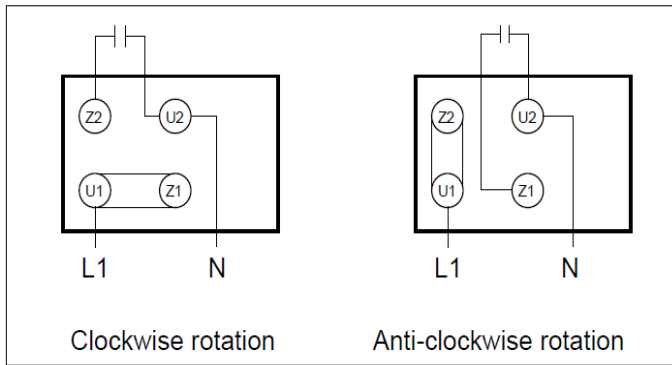 Z2 U2 Z2 U2
U1 Z1 U1 Z1
L1 N L1 N
Clockwise rotation Anti-clockwise rotation